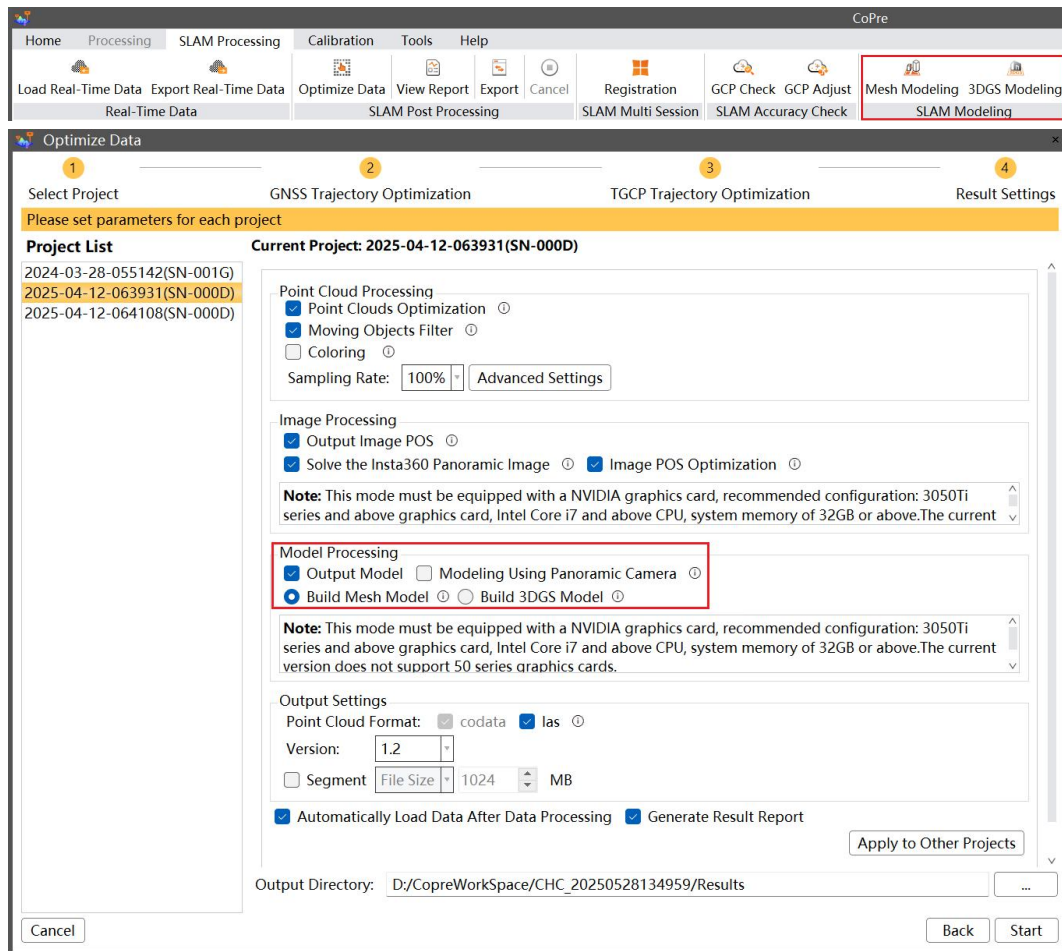 CoPre
Home Processing SLAM Processing Calibration Tools Help
Load Real-Time Data Export Real-Time Data Optimize Data View Report Export Cancel Registration GCP Check GCP Adjust Mesh Modeling 3DGS Modeling
Real-Time Data SLAM Post Processing SLAM Multi Session SLAM Accuracy Check SLAM Modeling
Optimize Data ×
1 2 3 4
Select Project GNSS Trajectory Optimization TGCP Trajectory Optimization Result Settings
Please set parameters for each project
Project List Current Project: 2025-04-12-063931(SN-000D)
2024-03-28-055142(SN-001G)
2025-04-12-063931(SN-000D)
2025-04-12-064108(SN-000D)
Point Cloud Processing
Point Clouds Optimization
Moving Objects Filter
Coloring
Sampling Rate: 100% Advanced Settings
Image Processing
Output Image POS
Solve the Insta360 Panoramic Image Image POS Optimization
Note: This mode must be equipped with a NVIDIA graphics card, recommended configuration: 3050Ti
series and above graphics card, Intel Core i7 and above CPU, system memory of 32GB or above.The current
Model Processing
Output Model Modeling Using Panoramic Camera
Build Mesh Model Build 3DGS Model
Note: This mode must be equipped with a NVIDIA graphics card, recommended configuration: 3050Ti
series and above graphics card, Intel Core i7 and above CPU, system memory of 32GB or above.The current
version does not support 50 series graphics cards.
Output Settings
Point Cloud Format: codata las
Version: 1.2
Segment File Size 1024 MB
Automatically Load Data After Data Processing Generate Result Report
Apply to Other Projects
Output Directory: D:/CopreWorkSpace/CHC_20250528134959/Results ...
Cancel Back Start